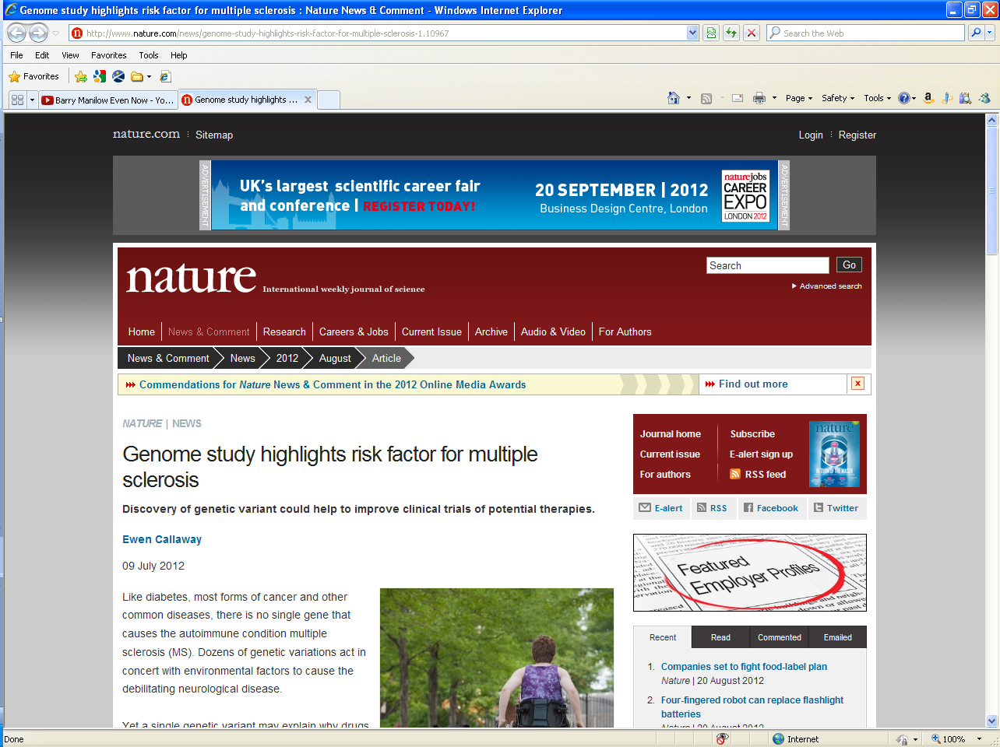 Genome study highlights risk factor for multiple sclerosis : Nature News & Comment - Windows Internet Explorer
http://www.nature.com/news/genome-study-highlights-risk-factor-for-multiple-sclerosis-1.10967
Search the Web
File Edit View Favorites Tools Help
Favorites
Barry Manilow Even Now - Yo...
Genome study highlights ...
Page Safety Tools
nature.com : Sitemap
Login : Register
ADVERTISEMENT
UK's largest scientific career fair
and conference | REGISTER TODAY!
20 SEPTEMBER | 2012
Business Design Centre, London
naturejobs
CAREER
EXPO
LONDON 2012
ADVERTISEMENT
nature International weekly journal of science
Search Go
Advanced search
Home News & Comment Research Careers & Jobs Current Issue Archive Audio & Video For Authors
News & Comment News 2012 August Article
Commendations for Nature News & Comment in the 2012 Online Media Awards
Find out more x
NATURE | NEWS
Genome study highlights risk factor for multiple
sclerosis
Discovery of genetic variant could help to improve clinical trials of potential therapies.
Ewen Callaway
09 July 2012
Like diabetes, most forms of cancer and other
common diseases, there is no single gene that
causes the autoimmune condition multiple
sclerosis (MS). Dozens of genetic variations act in
concert with environmental factors to cause the
debilitating neurological disease.
Yet a single genetic variant may explain why drugs
Journal home Subscribe
Current issue E-alert sign up
For authors RSS feed
nature
RETURN OF THE MASER
E-alert RSS Facebook Twitter
Featured
Employer Profiles
Recent Read Commented Emailed
1. Companies set to fight food-label plan
Nature | 20 August 2012
2. Four-fingered robot can replace flashlight
batteries
Nature | 20 August 2012
Done
Internet
100%